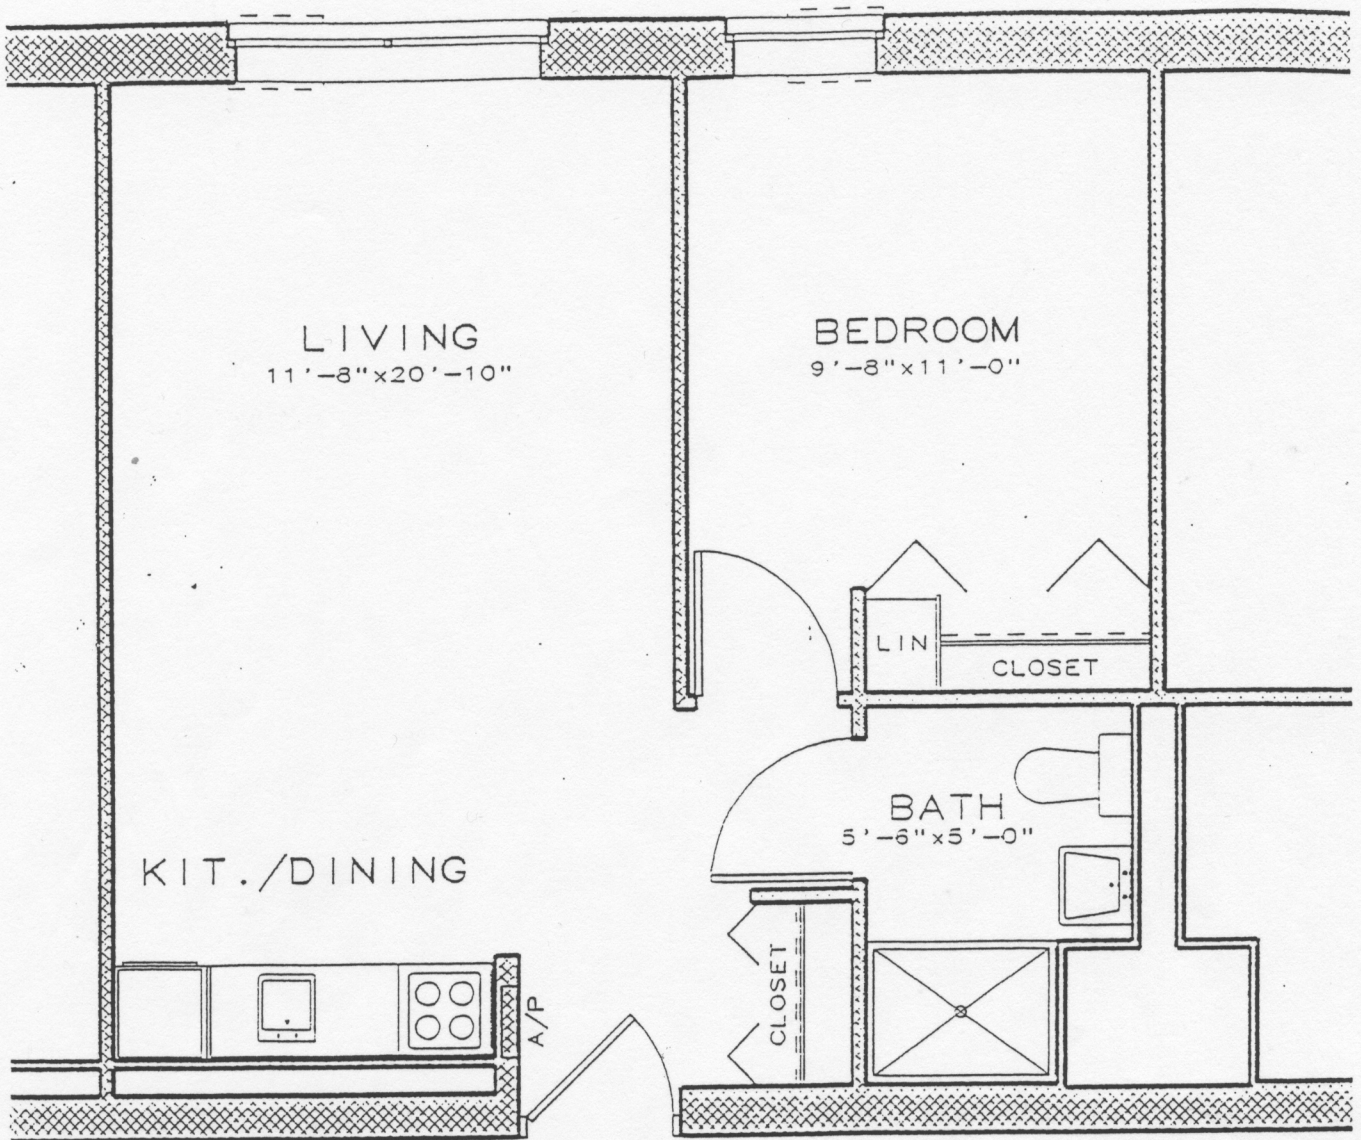 LIVING
11'-8"x20'-10"
BEDROOM
9'-8"x11'-0"
LIN
CLOSET
BATH
5'-6"x5'-0"
KIT./DINING
CLOSET
A/P